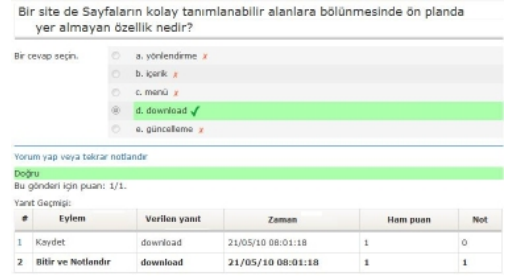 Bir site de Sayfaların kolay tanımlanabilir alanlara bölünmesinde ön planda
yer almayan özellik nedir?
Bir cevap seçin.
a. yönlendirme ✗
b. içerik ✗
c. menü ✗
d. download ✓
e. güncelleme ✗
Yorum yap veya tekrar notlandır
Doğru
Bu gönderi için puan: 1/1.
Yanıt Geçmişi:
# Eylem Verilen yanıt Zaman Ham puan Not
1 Kaydet download 21/05/10 08:01:18 1 0
2 Bitir ve Notlandır download 21/05/10 08:01:18 1 1